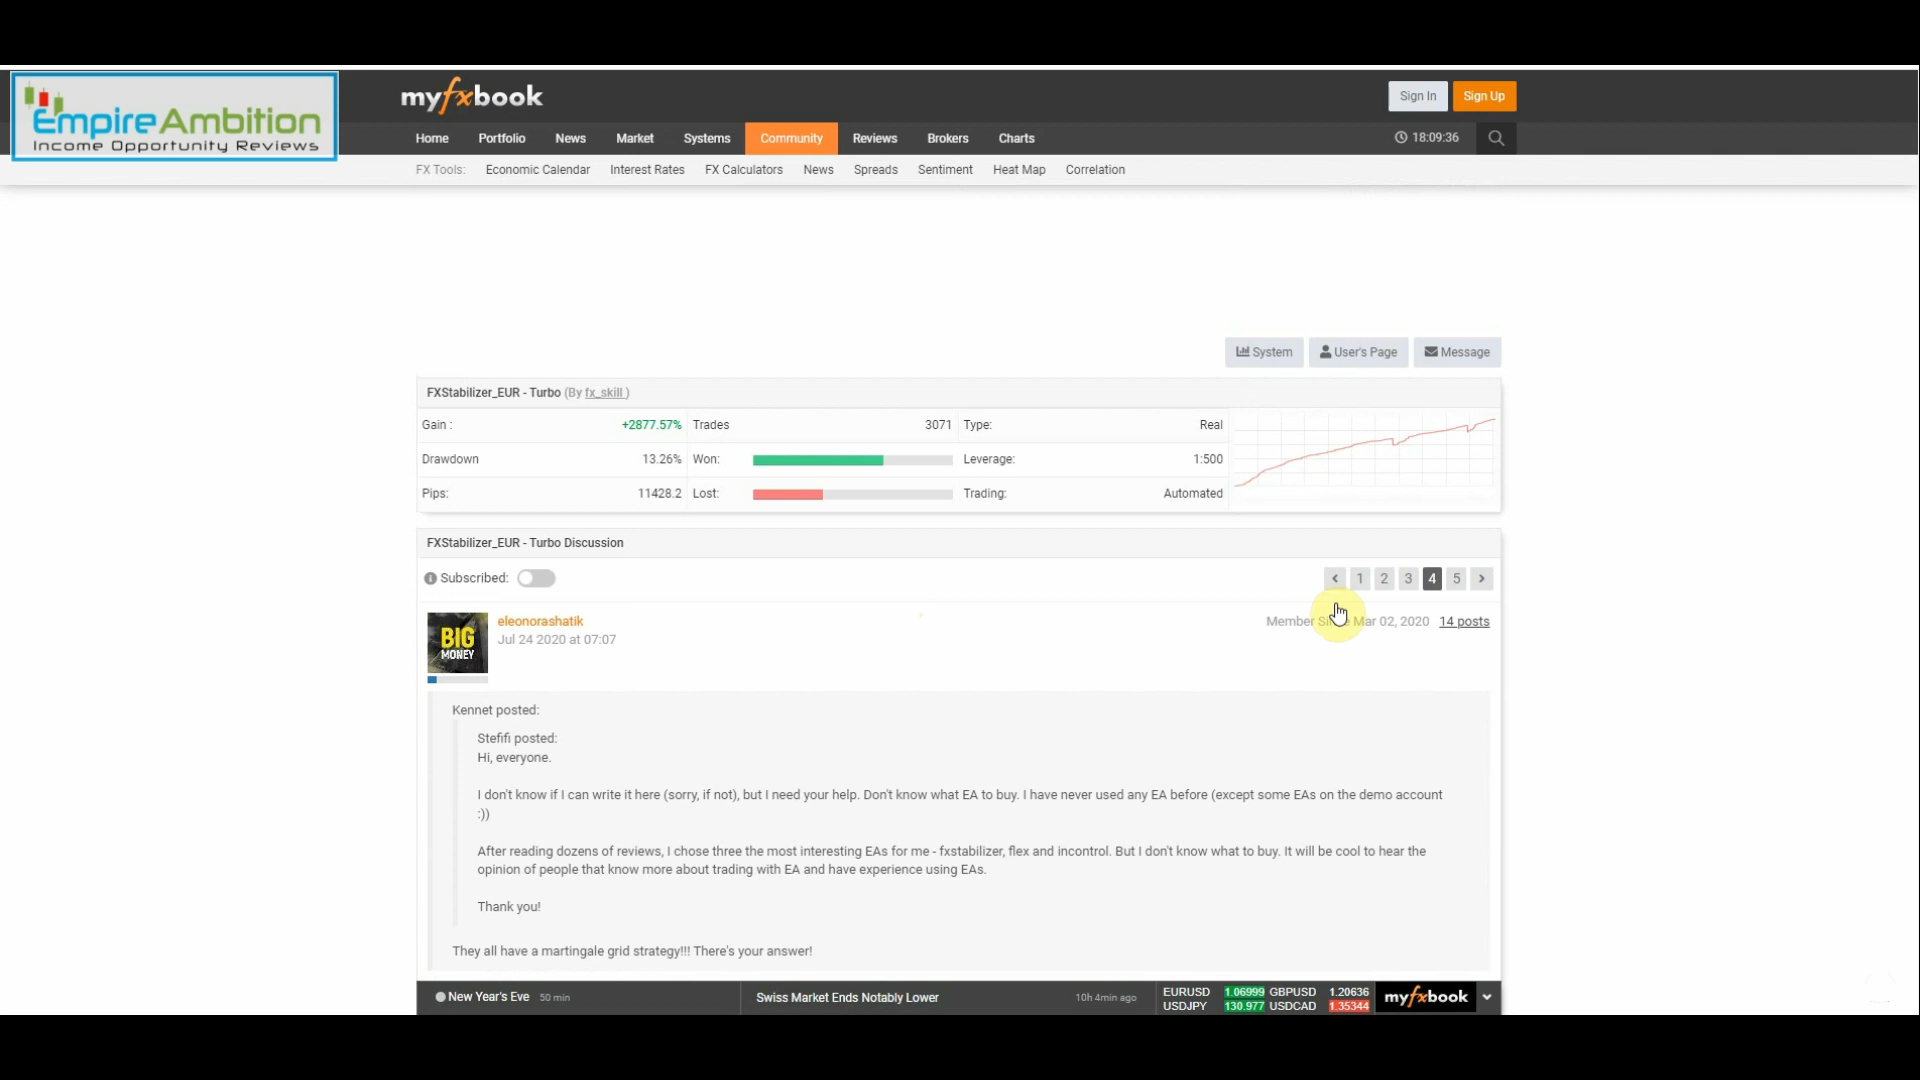 EmpireAmbition
Income Opportunity Reviews
myfxbook
Sign In
Sign Up
Home
Portfolio
News
Market
Systems
Community
Reviews
Brokers
Charts
18:09:36
FX Tools:
Economic Calendar
Interest Rates
FX Calculators
News
Spreads
Sentiment
Heat Map
Correlation
System
User's Page
Message
FXStabilizer_EUR - Turbo (By fx_skill )
Gain : +2877.57% Trades 3071 Type: Real
Drawdown 13.26% Won: Leverage: 1:500
Pips: 11428.2 Lost: Trading: Automated
FXStabilizer_EUR - Turbo Discussion
Subscribed:
1 2 3 4 5
eleonorashatik
Jul 24 2020 at 07:07
Member Since Mar 02, 2020 14 posts
BIG
MONEY
Kennet posted:
Stefifi posted:
Hi, everyone.
I don't know if I can write it here (sorry, if not), but I need your help. Don't know what EA to buy. I have never used any EA before (except some EAs on the demo account
:))
After reading dozens of reviews, I chose three the most interesting EAs for me - fxstabilizer, flex and incontrol. But I don't know what to buy. It will be cool to hear the
opinion of people that know more about trading with EA and have experience using EAs.
Thank you!
They all have a martingale grid strategy!!! There's your answer!
New Year's Eve 50 min
Swiss Market Ends Notably Lower 10h 4min ago
EURUSD 1.06999 GBPUSD 1.20636
USDJPY 130.977 USDCAD 1.35344
myfxbook